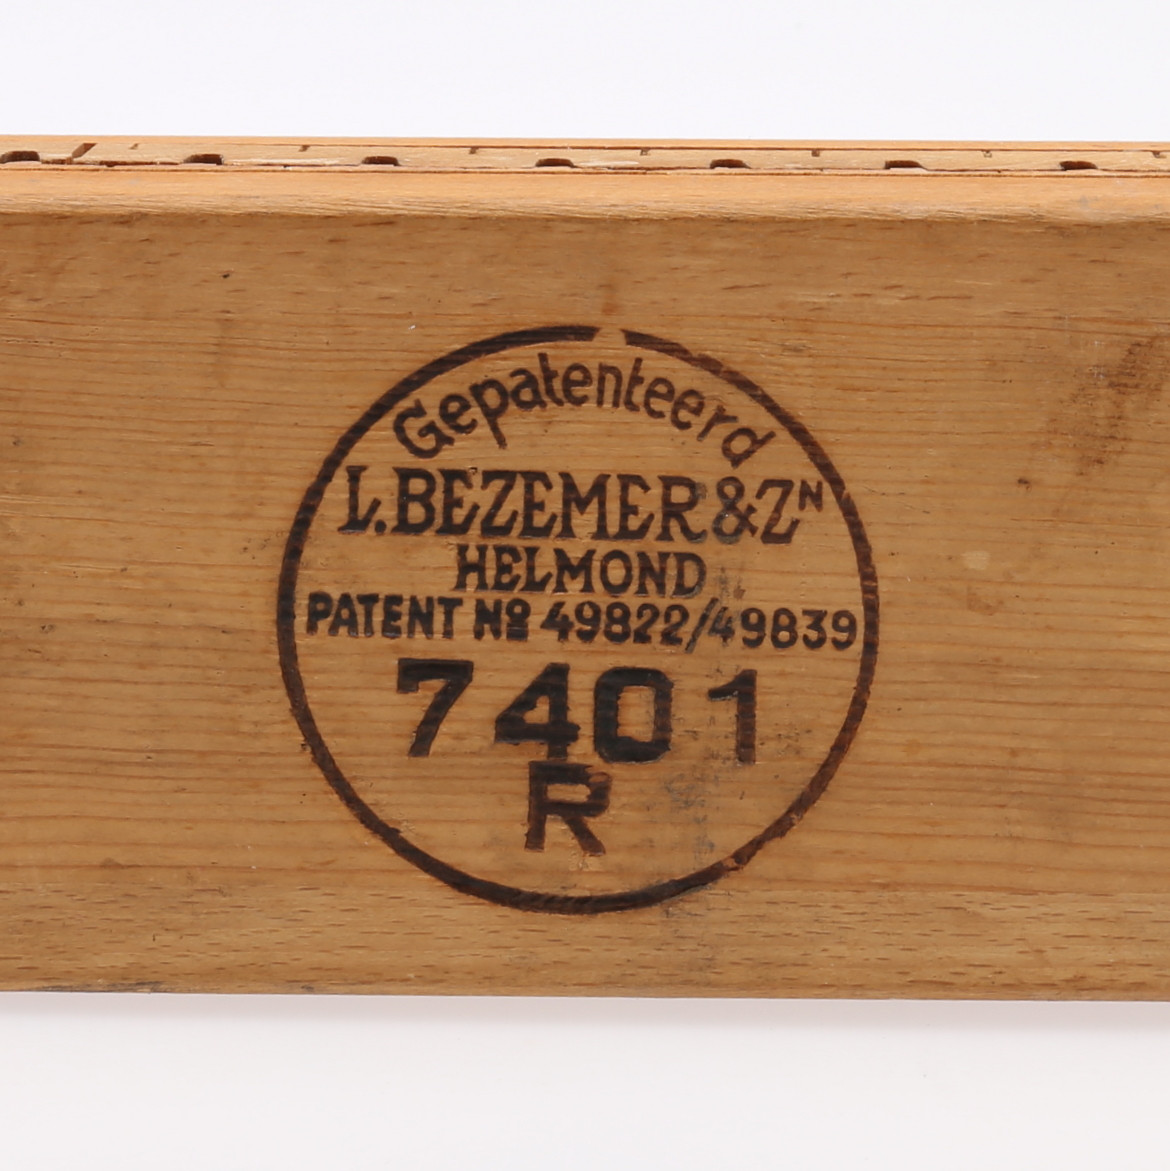 Gepatenteerd
L. BEZEMER & ZN
HELMOND
PATENT No 49822/49839
7401
R